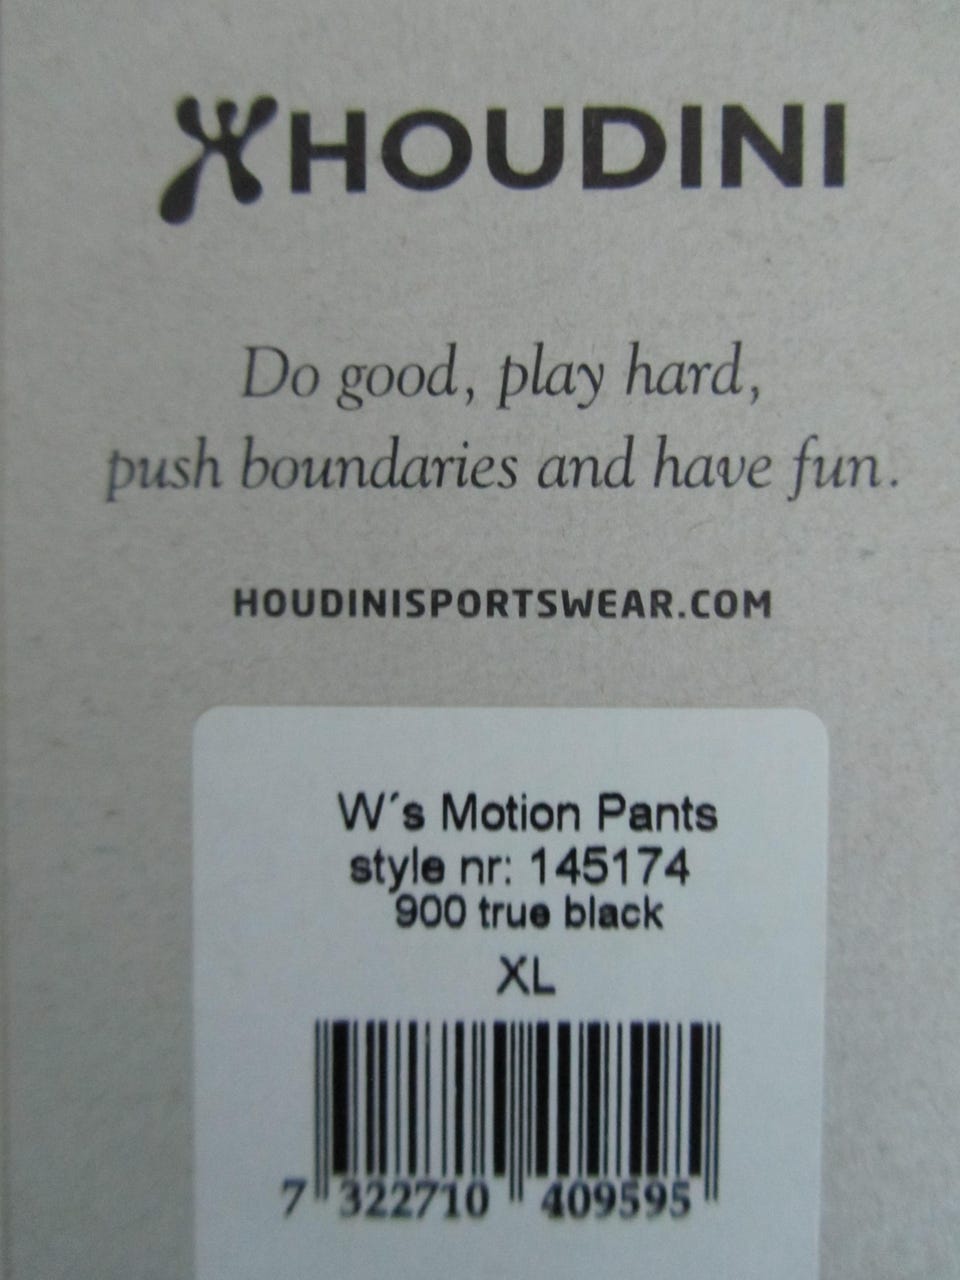 HOUDINI
Do good, play hard,
push boundaries and have fun.
HOUDINISPORTSWEAR.COM
W´s Motion Pants
style nr: 145174
900 true black
XL
7 322710 409595